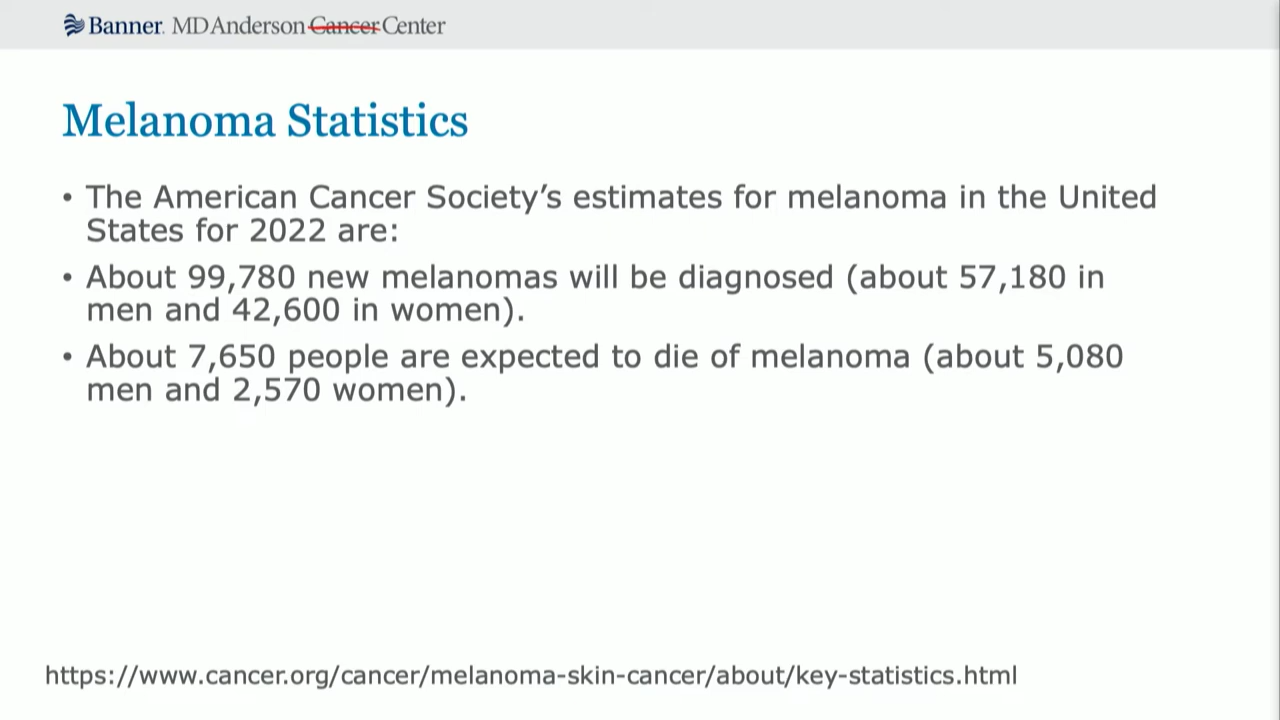 Banner. MDAnderson Cancer Center
Melanoma Statistics
• The American Cancer Society’s estimates for melanoma in the United
States for 2022 are:
• About 99,780 new melanomas will be diagnosed (about 57,180 in
men and 42,600 in women).
• About 7,650 people are expected to die of melanoma (about 5,080
men and 2,570 women).
https://www.cancer.org/cancer/melanoma-skin-cancer/about/key-statistics.html